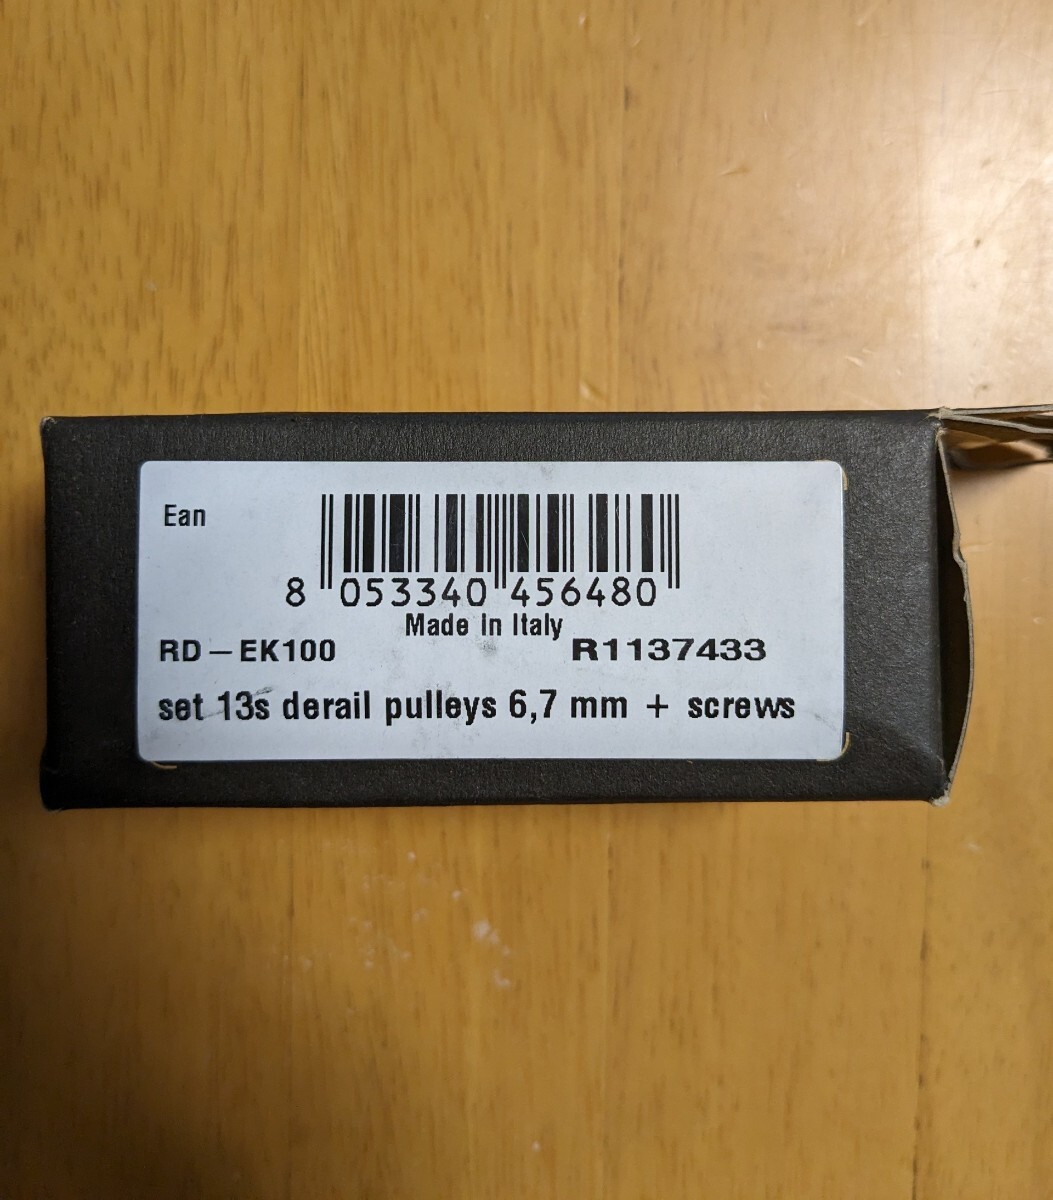 Ean
8 053340 456480
Made in Italy
RD-EK100 R1137433
set 13s derail pulleys 6,7 mm + screws